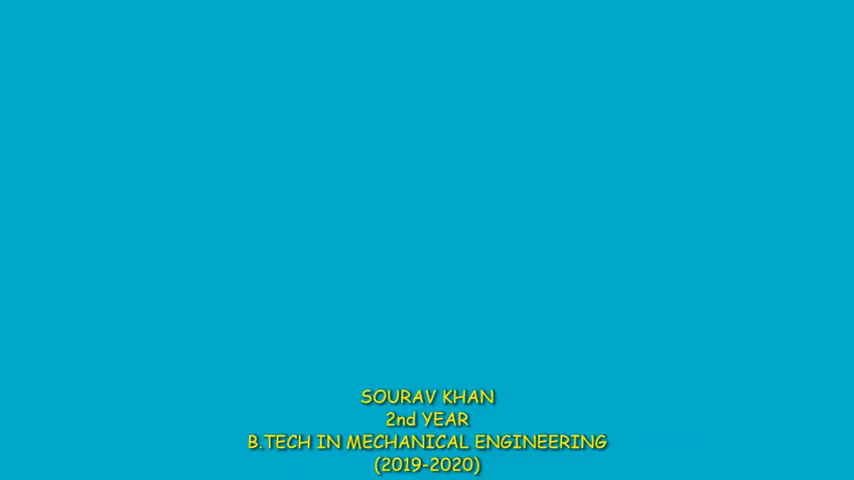 SOURAV KHAN
2nd YEAR
B.TECH IN MECHANICAL ENGINEERING
(2019-2020)